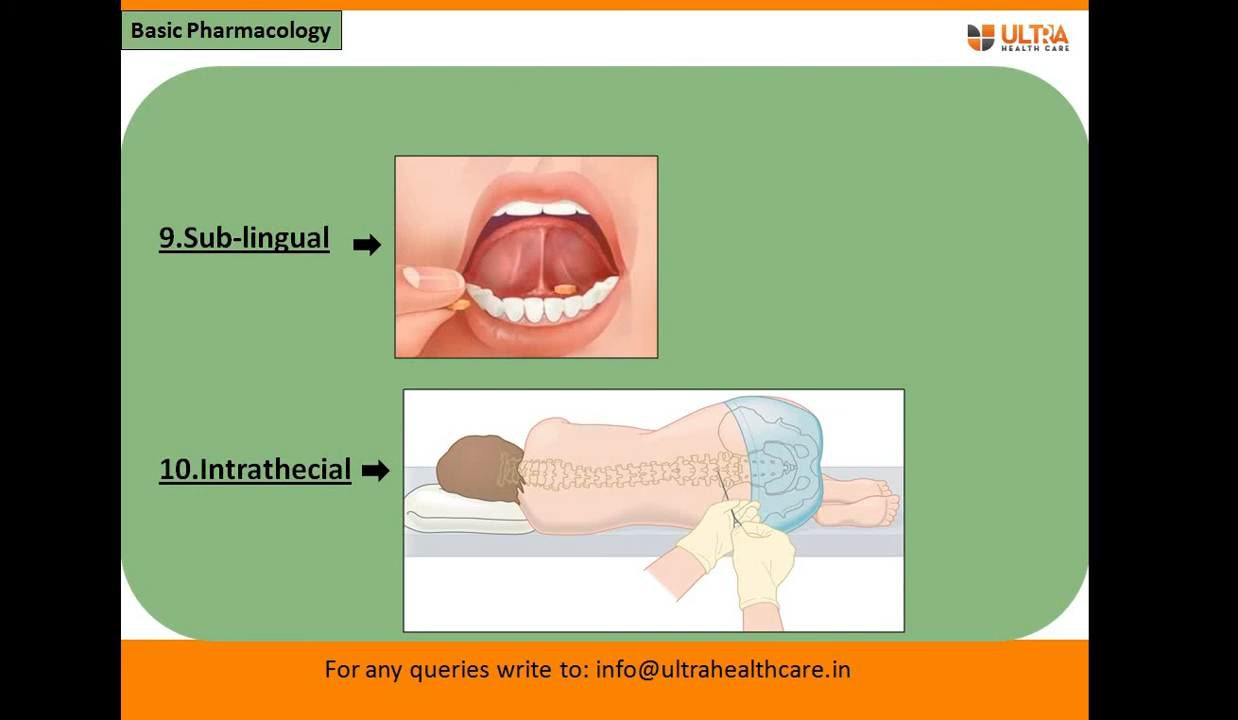 Basic Pharmacology
ULTRA
HEALTH CARE
9.Sub-lingual
10.Intrathecial
For any queries write to: info@ultrahealthcare.in